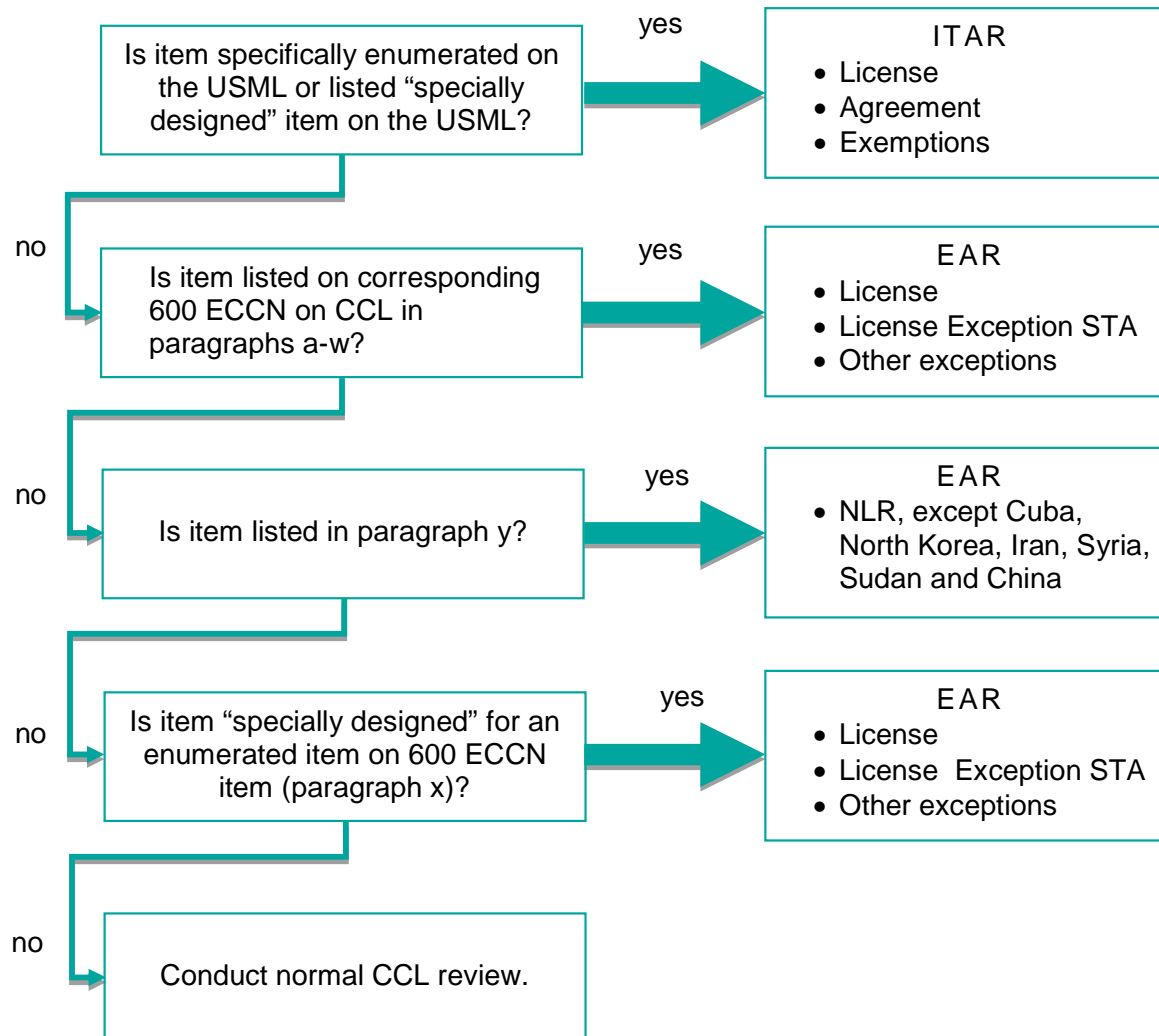 Is item specifically enumerated on
the USML or listed “specially
designed” item on the USML?
yes
ITAR
• License
• Agreement
• Exemptions
no
Is item listed on corresponding
600 ECCN on CCL in
paragraphs a-w?
yes
EAR
• License
• License Exception STA
• Other exceptions
no
Is item listed in paragraph y?
yes
EAR
• NLR, except Cuba,
North Korea, Iran, Syria,
Sudan and China
no
Is item “specially designed” for an
enumerated item on 600 ECCN
item (paragraph x)?
yes
EAR
• License
• License Exception STA
• Other exceptions
no
Conduct normal CCL review.